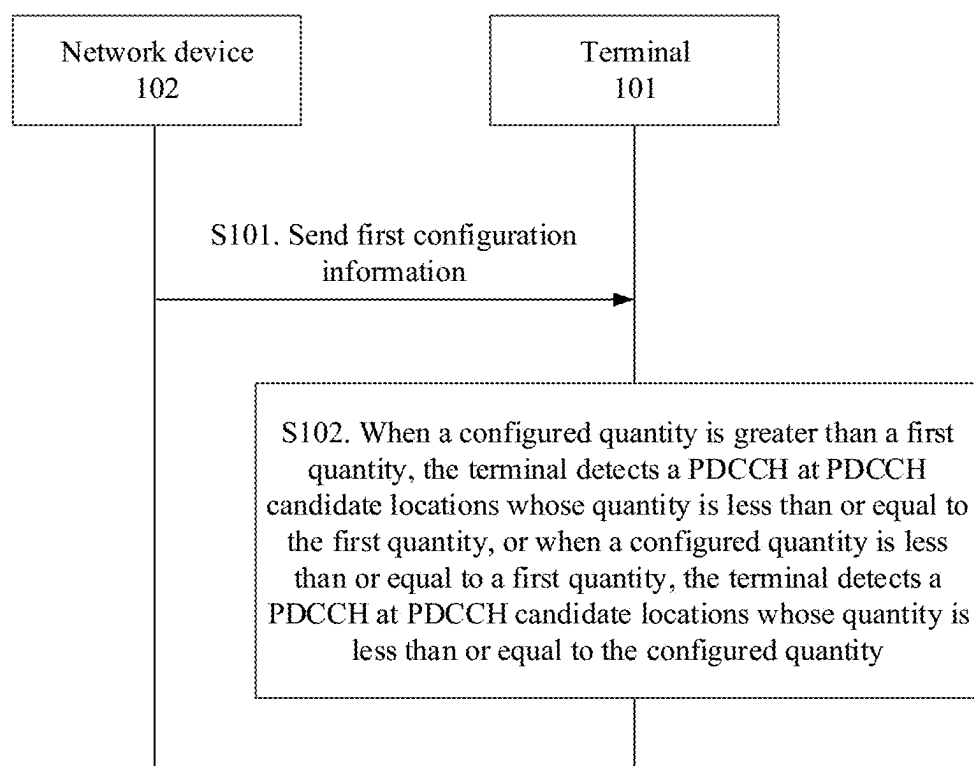 Network device
102
Terminal
101
S101. Send first configuration
information
S102. When a configured quantity is greater than a first
quantity, the terminal detects a PDCCH at PDCCH
candidate locations whose quantity is less than or equal to
the first quantity, or when a configured quantity is less
than or equal to a first quantity, the terminal detects a
PDCCH at PDCCH candidate locations whose quantity is
less than or equal to the configured quantity